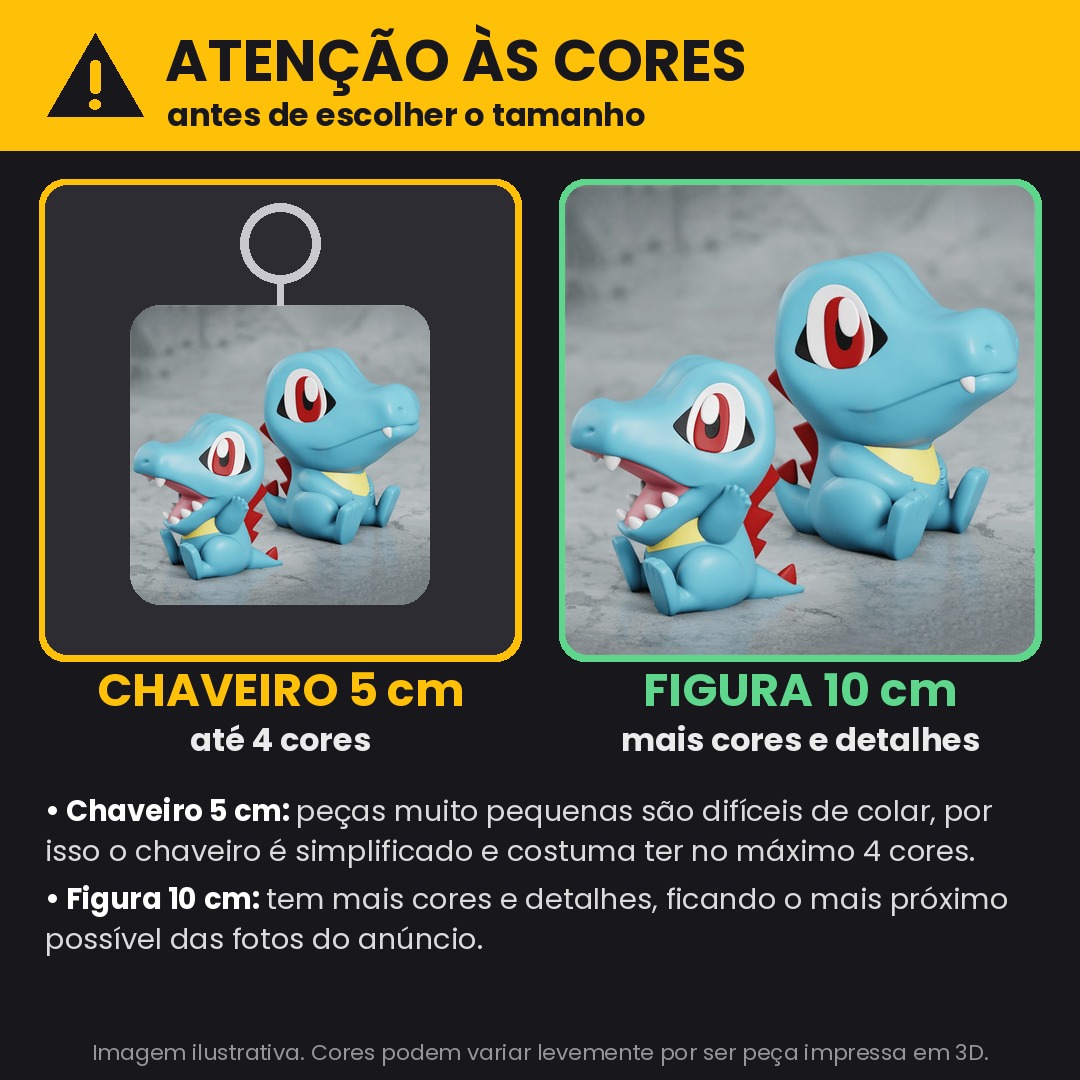 ATENÇÃO ÀS CORES
antes de escolher o tamanho
CHAVEIRO 5 cm
até 4 cores
FIGURA 10 cm
mais cores e detalhes
• Chaveiro 5 cm: peças muito pequenas são difíceis de colar, por
isso o chaveiro é simplificado e costuma ter no máximo 4 cores.
• Figura 10 cm: tem mais cores e detalhes, ficando o mais próximo
possível das fotos do anúncio.
Imagem ilustrativa. Cores podem variar levemente por ser peça impressa em 3D.